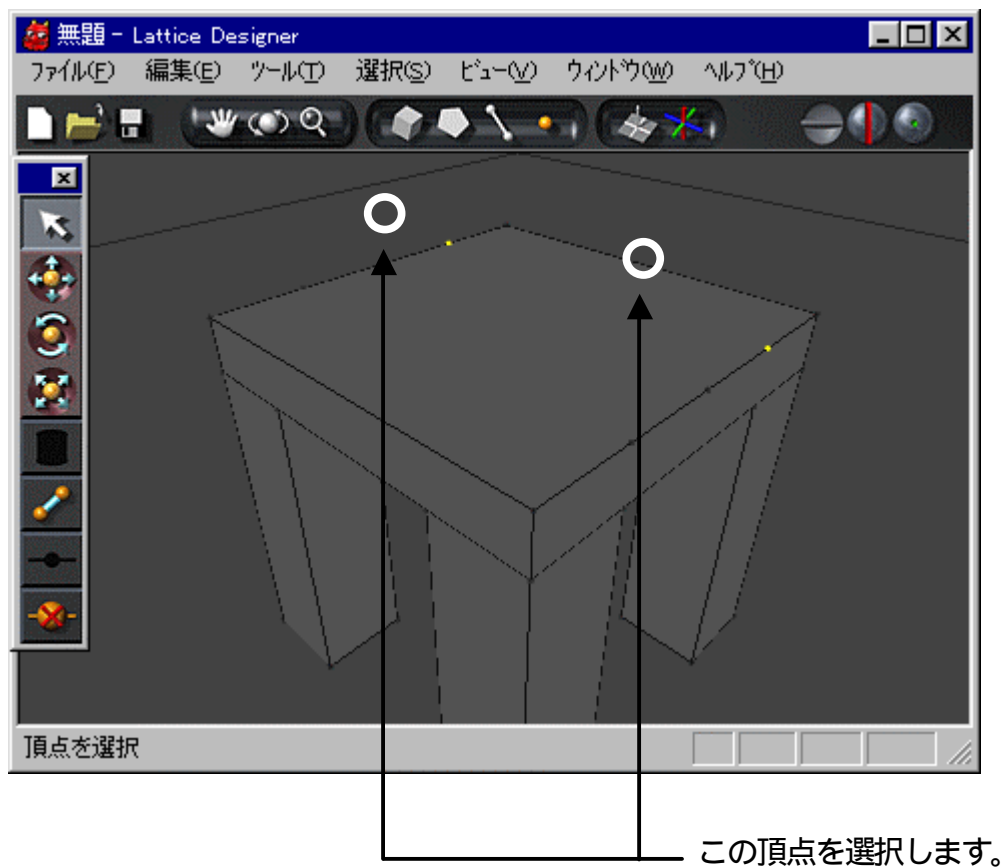 無題 - Lattice Designer
ﾌｧｲﾙ(F) 編集(E) ﾂｰﾙ(T) 選択(S) ﾋﾞｭｰ(V) ｳｨﾝﾄﾞｳ(W) ﾍﾙﾌﾟ(H)
頂点を選択
この頂点を選択します。